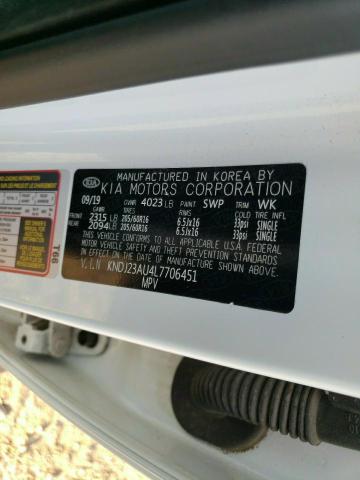 MANUFACTURED IN KOREA BY
KIA KIA MOTORS CORPORATION
09/19 GVWR 4023 LB PAINT SWP TRIM WK
GAWR TIRES RIMS COLD TIRE INFL
FRONT 2315 LB 205/60R16 6.5Jx16 33psi SINGLE
REAR 2094 LB 205/60R16 6.5Jx16 33psi SINGLE
THIS VEHICLE CONFORMS TO ALL APPLICABLE U.S.A. FEDERAL
MOTOR VEHICLE SAFETY AND THEFT PREVENTION STANDARDS
IN EFFECT ON THE DATE OF MANUFACTURE SHOWN ABOVE.
V.I.N KNDJ23AU4L7706451
MPV
LOADING INFORMATION
T66